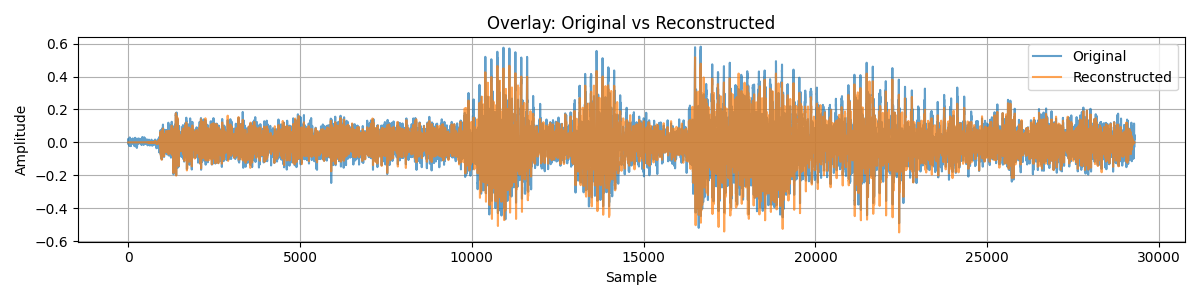 Overlay: Original vs Reconstructed
Original
Reconstructed
Amplitude
0.6
0.4
0.2
0.0
−0.2
−0.4
−0.6
0 5000 10000 15000 20000 25000 30000
Sample